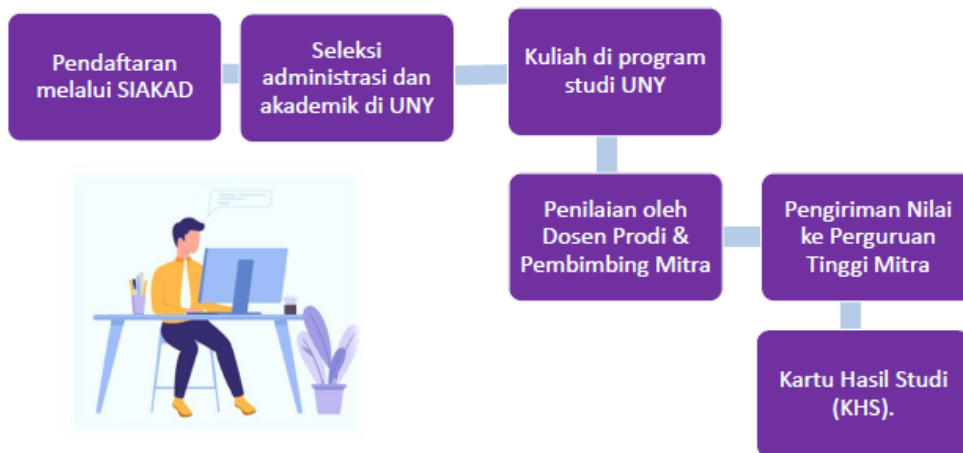 Pendaftaran
melalui SIAKAD
Seleksi
administrasi dan
akademik di UNY
Kuliah di program
studi UNY
Penilaian oleh
Dosen Prodi &
Pembimbing Mitra
Pengiriman Nilai
ke Perguruan
Tinggi Mitra
Kartu Hasil Studi
(KHS).